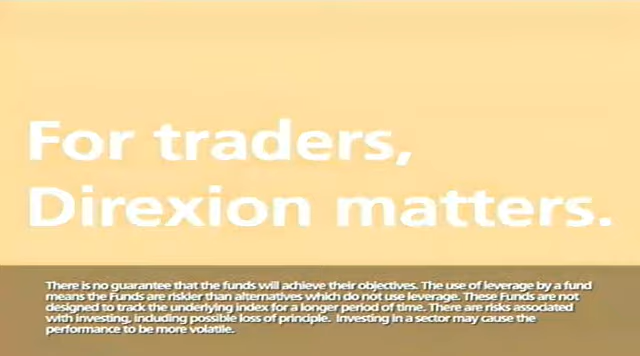 For traders,
Direxion matters.
There is no guarantee that the funds will achieve their objectives. The use of leverage by a fund
means the Funds are riskier than alternatives which do not use leverage. These Funds are not
designed to track the underlying index for a longer period of time. There are risks associated
with investing, including possible loss of principle. Investing in a sector may cause the
performance to be more volatile.